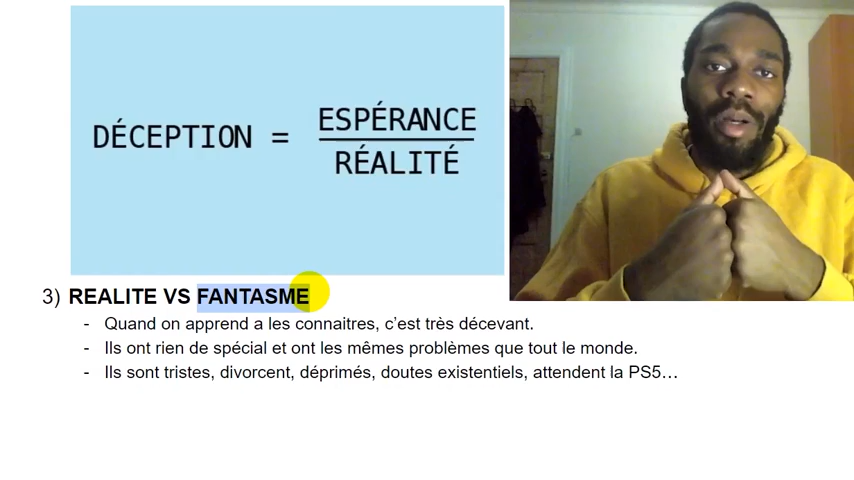 DÉCEPTION = ESPÉRANCE
RÉALITÉ
3) REALITE VS FANTASME
- Quand on apprend a les connaitres, c'est très décevant.
- Ils ont rien de spécial et ont les mêmes problèmes que tout le monde.
- Ils sont tristes, divorcent, déprimés, doutes existentiels, attendent la PS5...